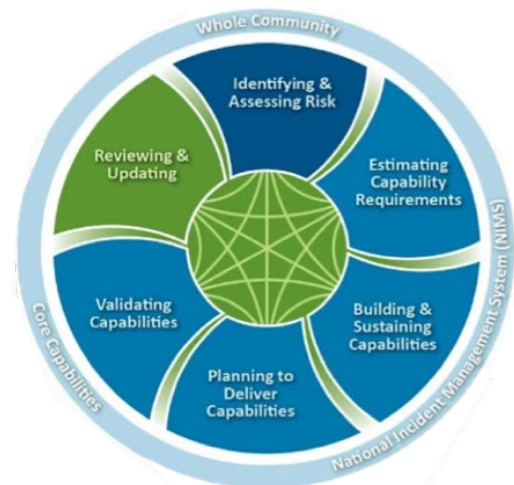 Whole Community
Identifying &
Assessing Risk
Estimating
Capability
Requirements
Building &
Sustaining
Capabilities
Planning to
Deliver
Capabilities
Validating
Capabilities
Reviewing &
Updating
National Incident Management System (NIMS)
Core Capabilities